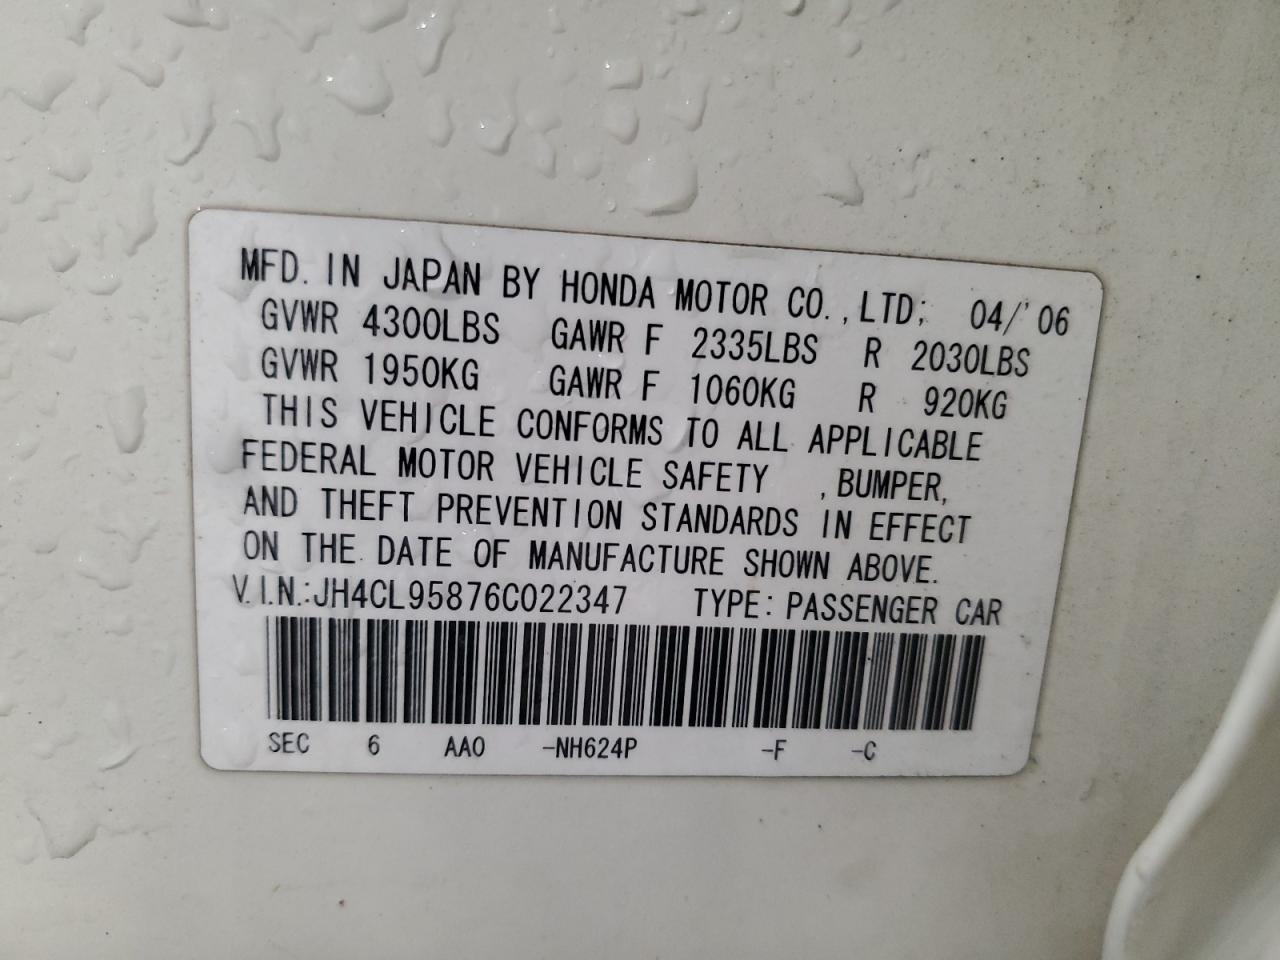 MFD. IN JAPAN BY HONDA MOTOR CO.,LTD; 04/'06
GVWR 4300LBS GAWR F 2335LBS R 2030LBS
GVWR 1950KG GAWR F 1060KG R 920KG
THIS VEHICLE CONFORMS TO ALL APPLICABLE
FEDERAL MOTOR VEHICLE SAFETY ,BUMPER,
AND THEFT PREVENTION STANDARDS IN EFFECT
ON THE DATE OF MANUFACTURE SHOWN ABOVE.
V.I.N.:JH4CL95876C022347 TYPE:PASSENGER CAR
SEC 6 AA0 -NH624P -F -C